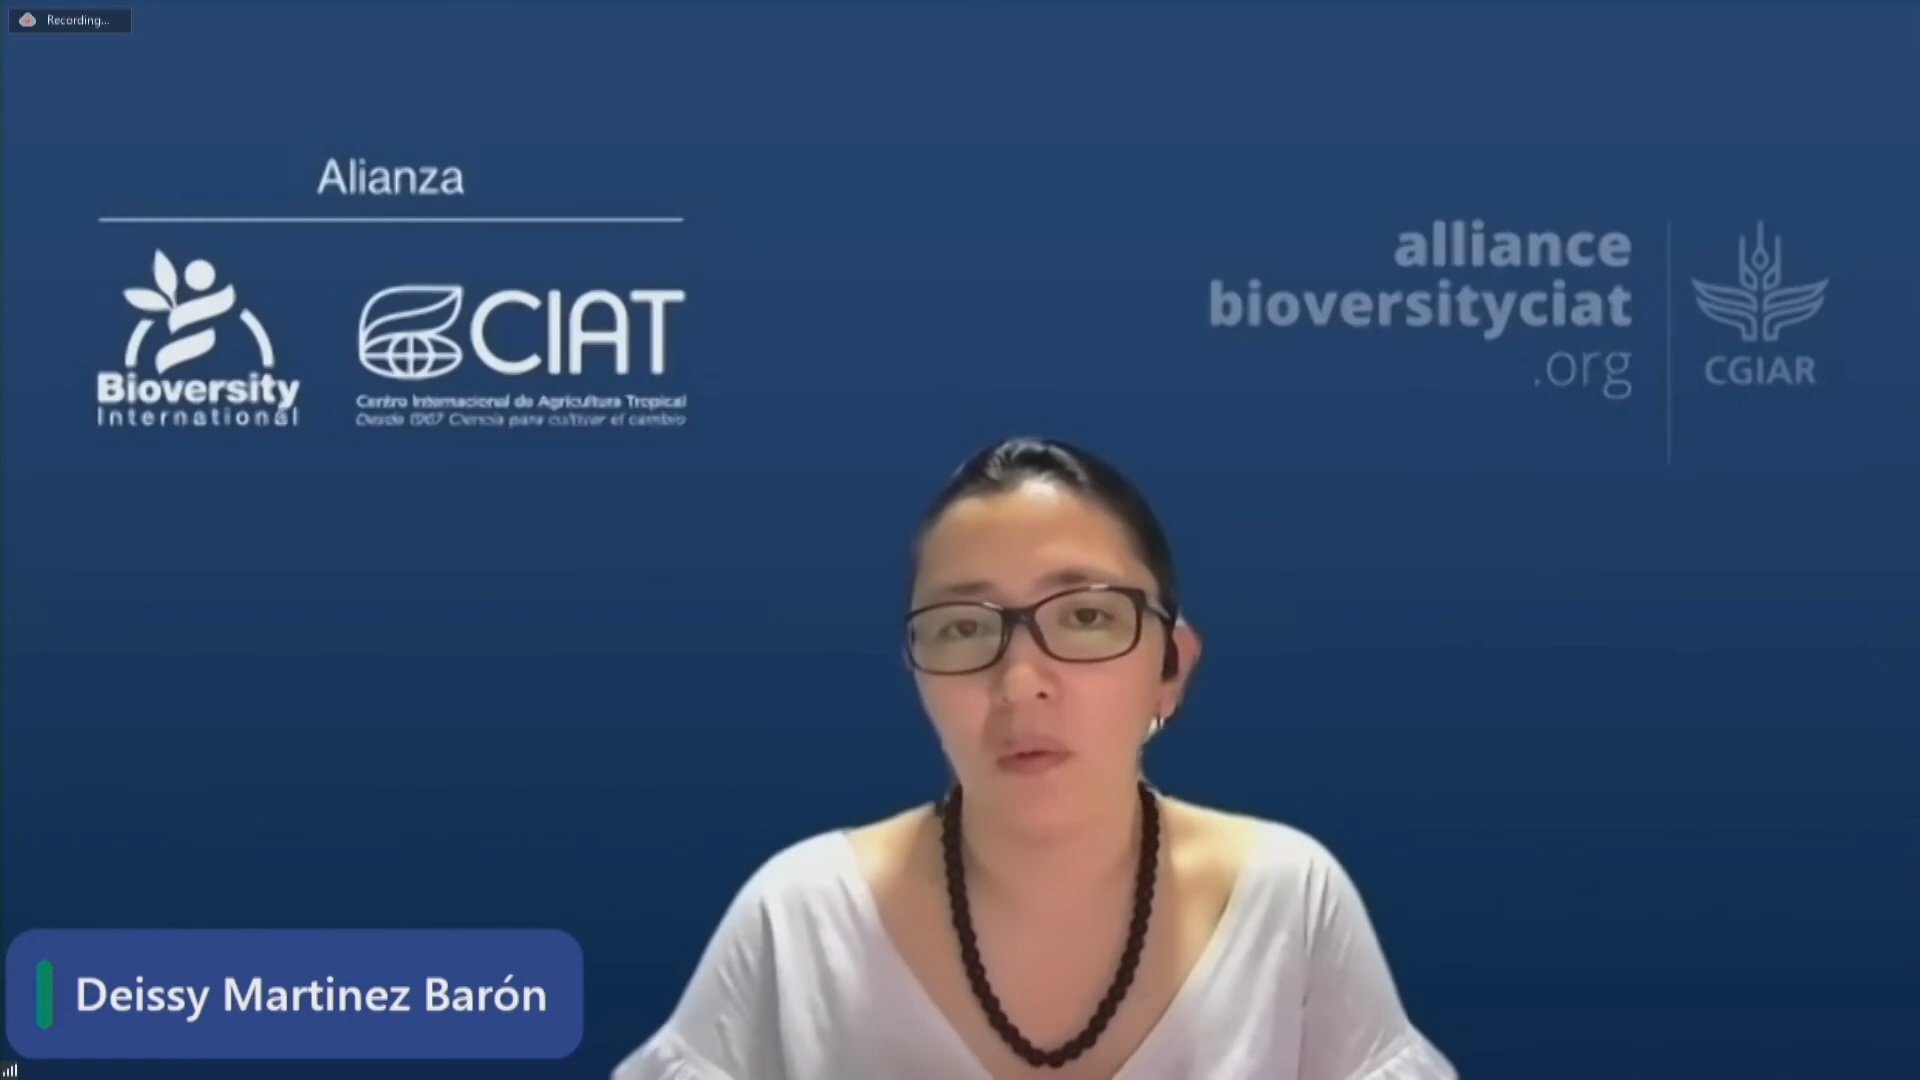 Recording...
Alianza
Bioversity
International
CIAT
Centro Internacional de Agricultura Tropical
Desde 1967 Ciencia para cultivar el cambio
alliance
bioversityciat
.org
CGIAR
Deissy Martinez Barón